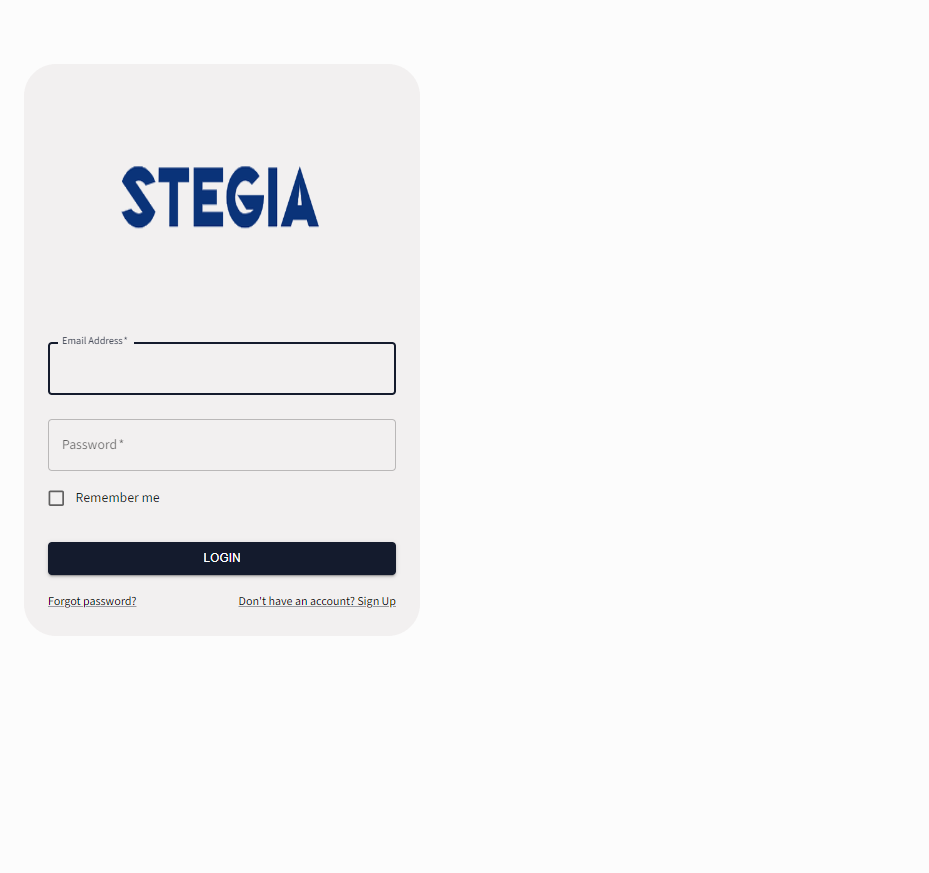 STEGIA
Email Address *
Password *
Remember me
LOGIN
Forgot password?
Don't have an account? Sign Up